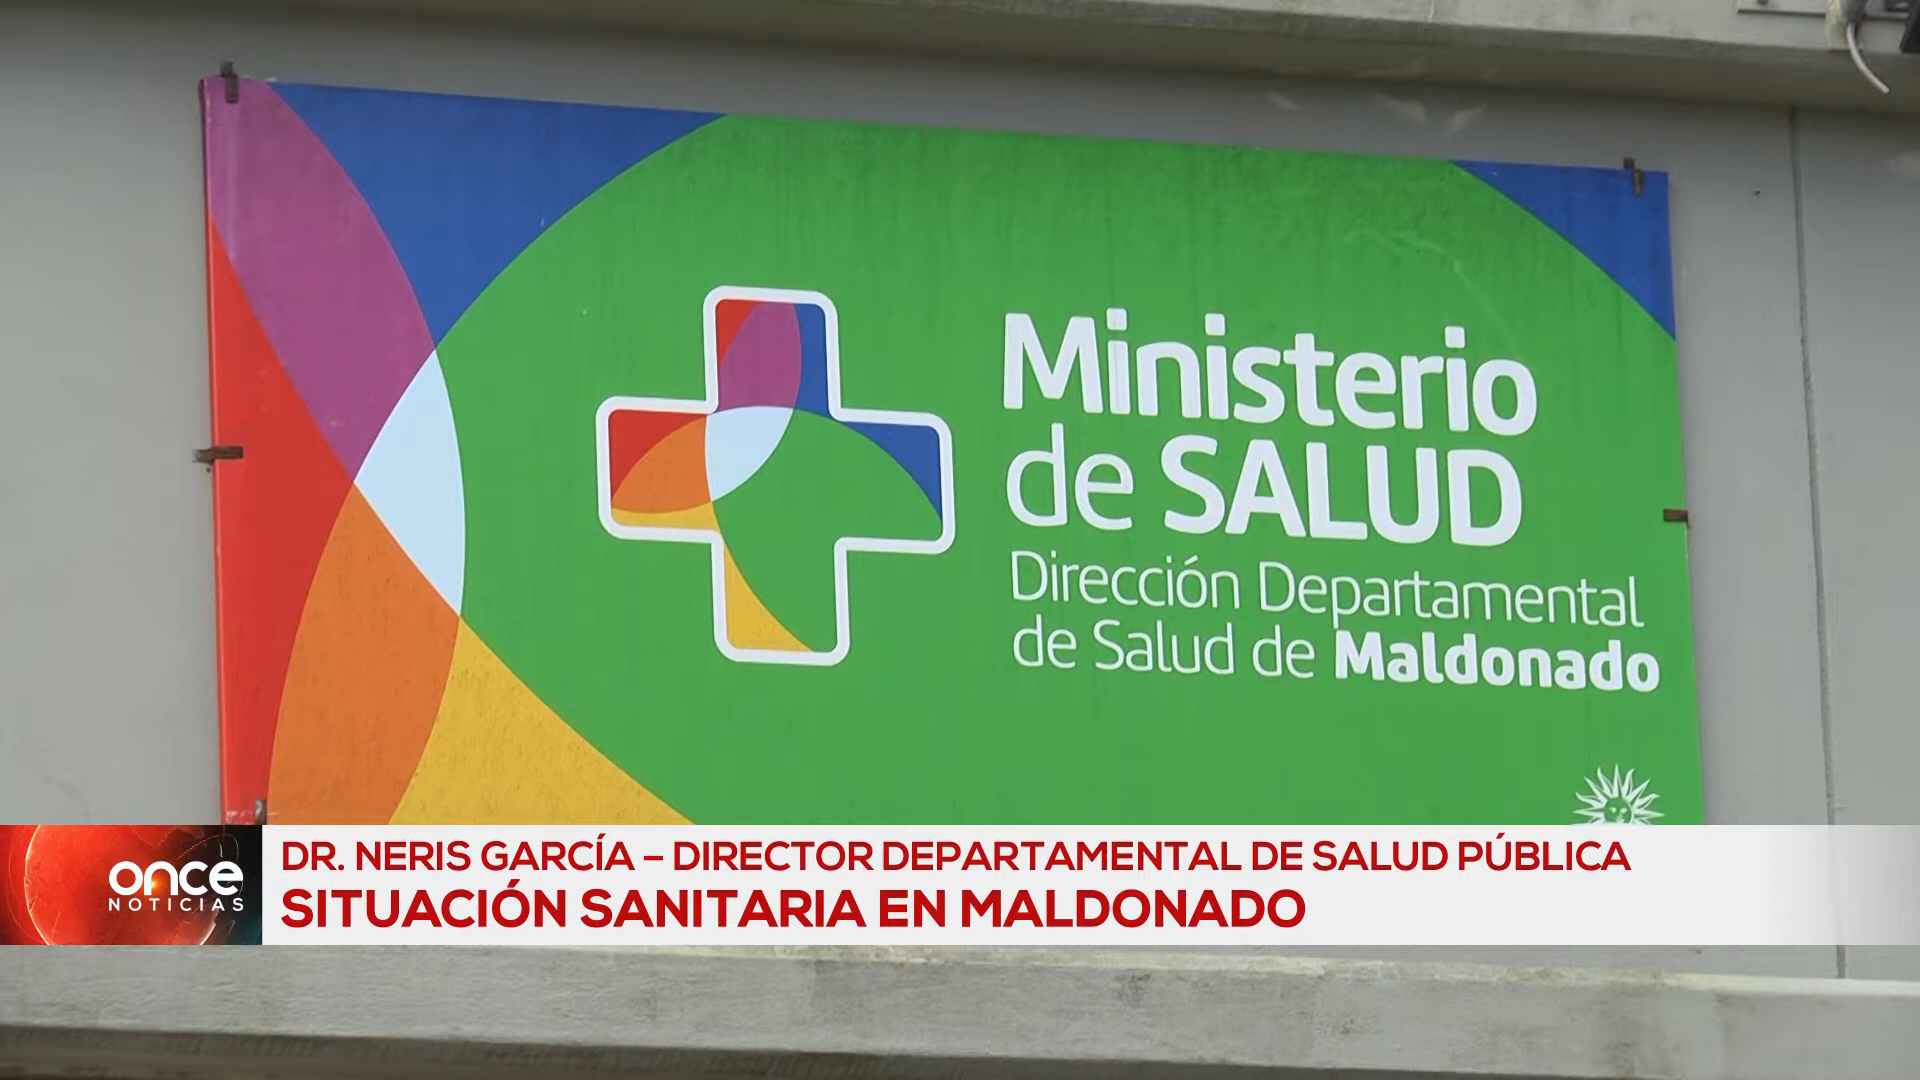 Ministerio
de SALUD
Dirección Departamental
de Salud de Maldonado
once
NOTICIAS
DR. NERIS GARCÍA – DIRECTOR DEPARTAMENTAL DE SALUD PÚBLICA
SITUACIÓN SANITARIA EN MALDONADO